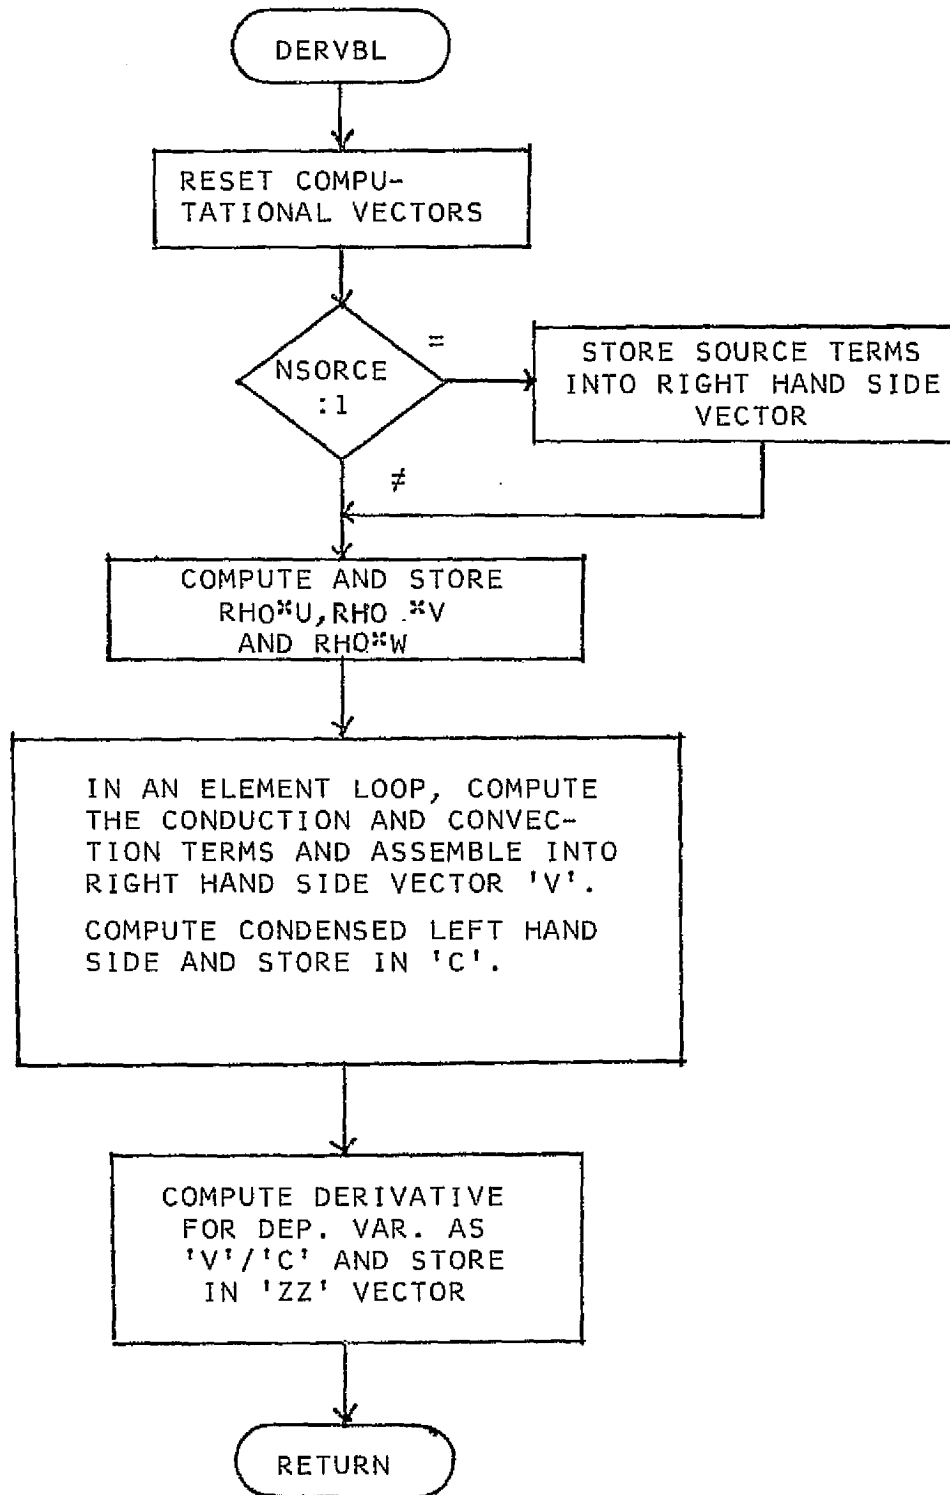 DERVBL
RESET COMPU-
TATIONAL VECTORS
NSORCE
:1
=
STORE SOURCE TERMS
INTO RIGHT HAND SIDE
VECTOR
≠
COMPUTE AND STORE
RHO*U,RHO *V
AND RHO*W
IN AN ELEMENT LOOP, COMPUTE
THE CONDUCTION AND CONVEC-
TION TERMS AND ASSEMBLE INTO
RIGHT HAND SIDE VECTOR 'V'.
COMPUTE CONDENSED LEFT HAND
SIDE AND STORE IN 'C'.
COMPUTE DERIVATIVE
FOR DEP. VAR. AS
'V'/'C' AND STORE
IN 'ZZ' VECTOR
RETURN